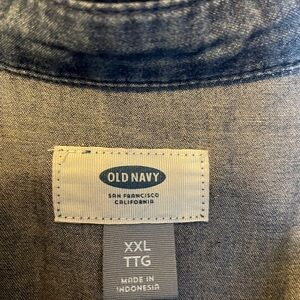 OLD NAVY
SAN FRANCISCO
CALIFORNIA
XXL
TTG
MADE IN
INDONESIA